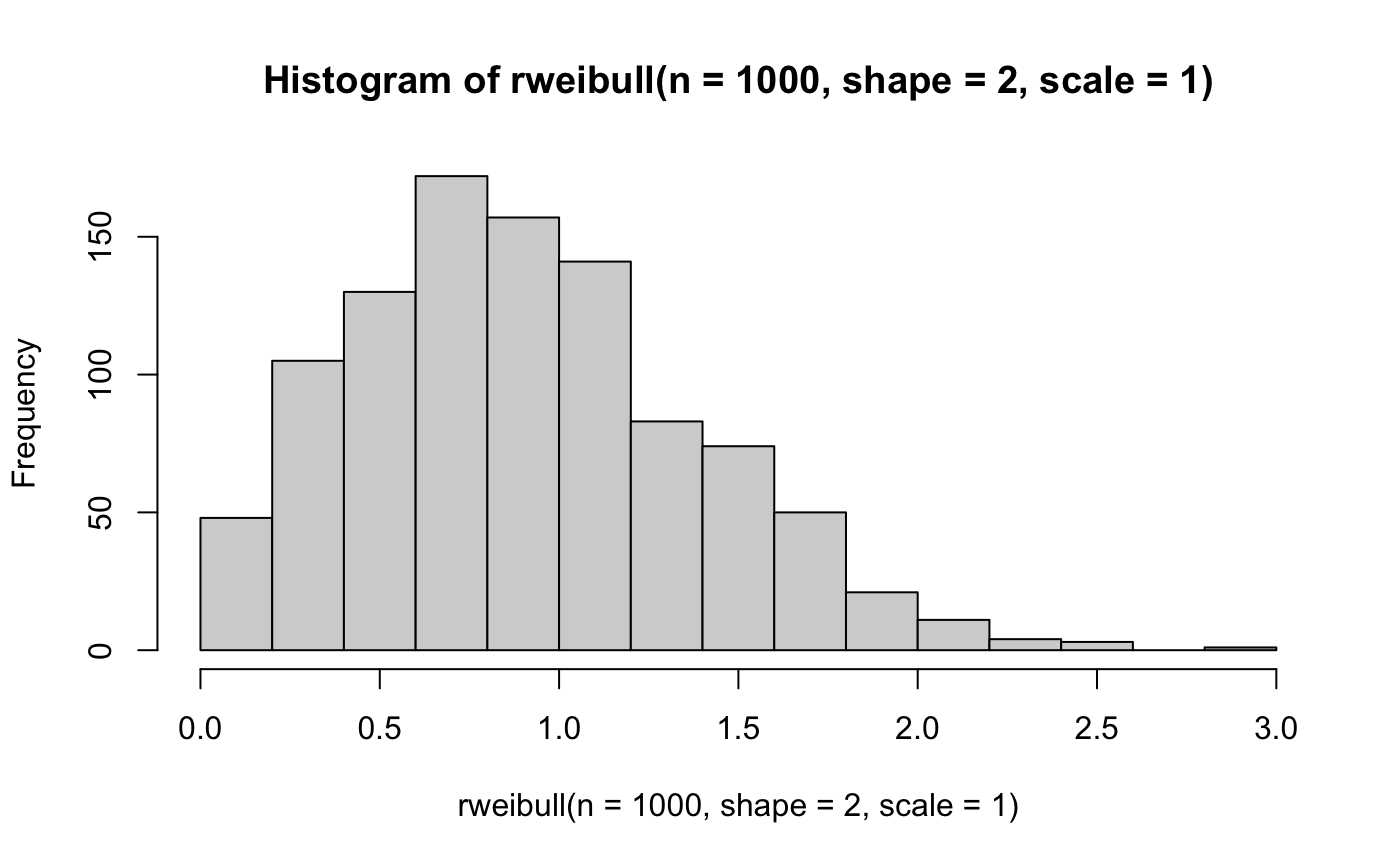 Histogram of rweibull(n = 1000, shape = 2, scale = 1)
Frequency
150
100
50
0
0.0 0.5 1.0 1.5 2.0 2.5 3.0
rweibull(n = 1000, shape = 2, scale = 1)